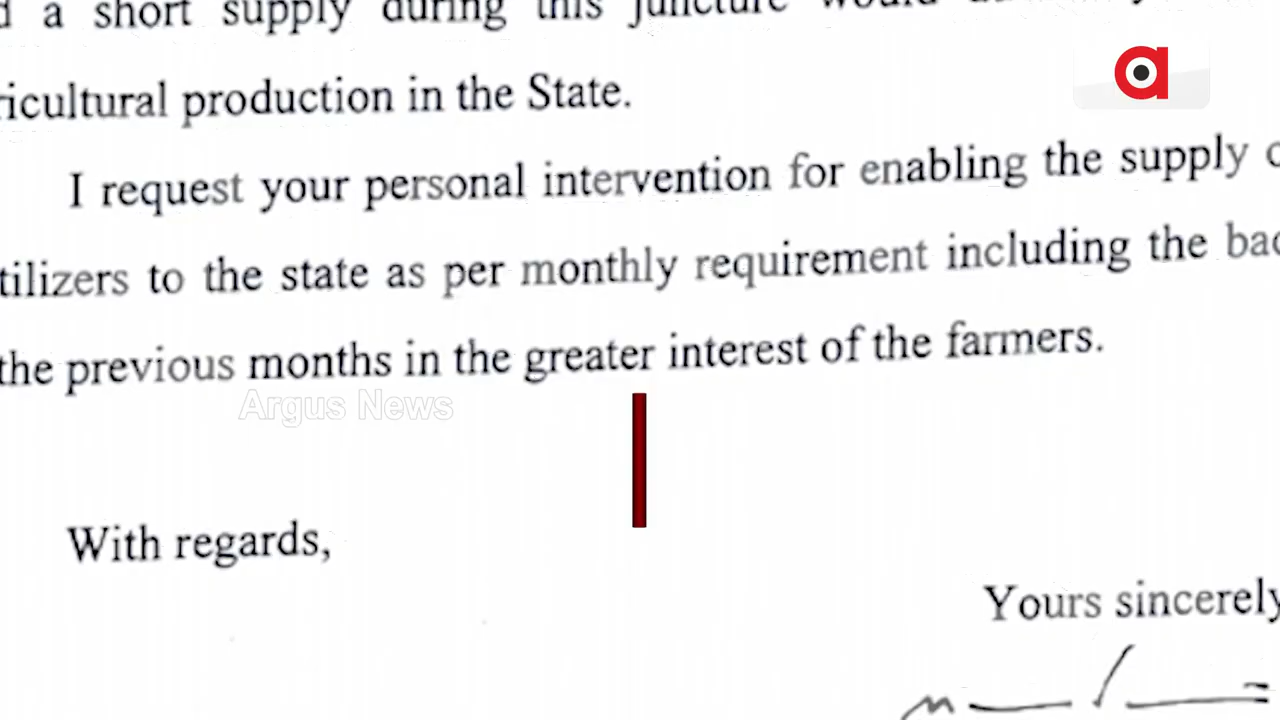 a short supply during this juncture would
ricultural production in the State.
I request your personal intervention for enabling the supply
tilizers to the state as per monthly requirement including the bac
the previous months in the greater interest of the farmers.
Argus News
With regards,
Yours sincerely